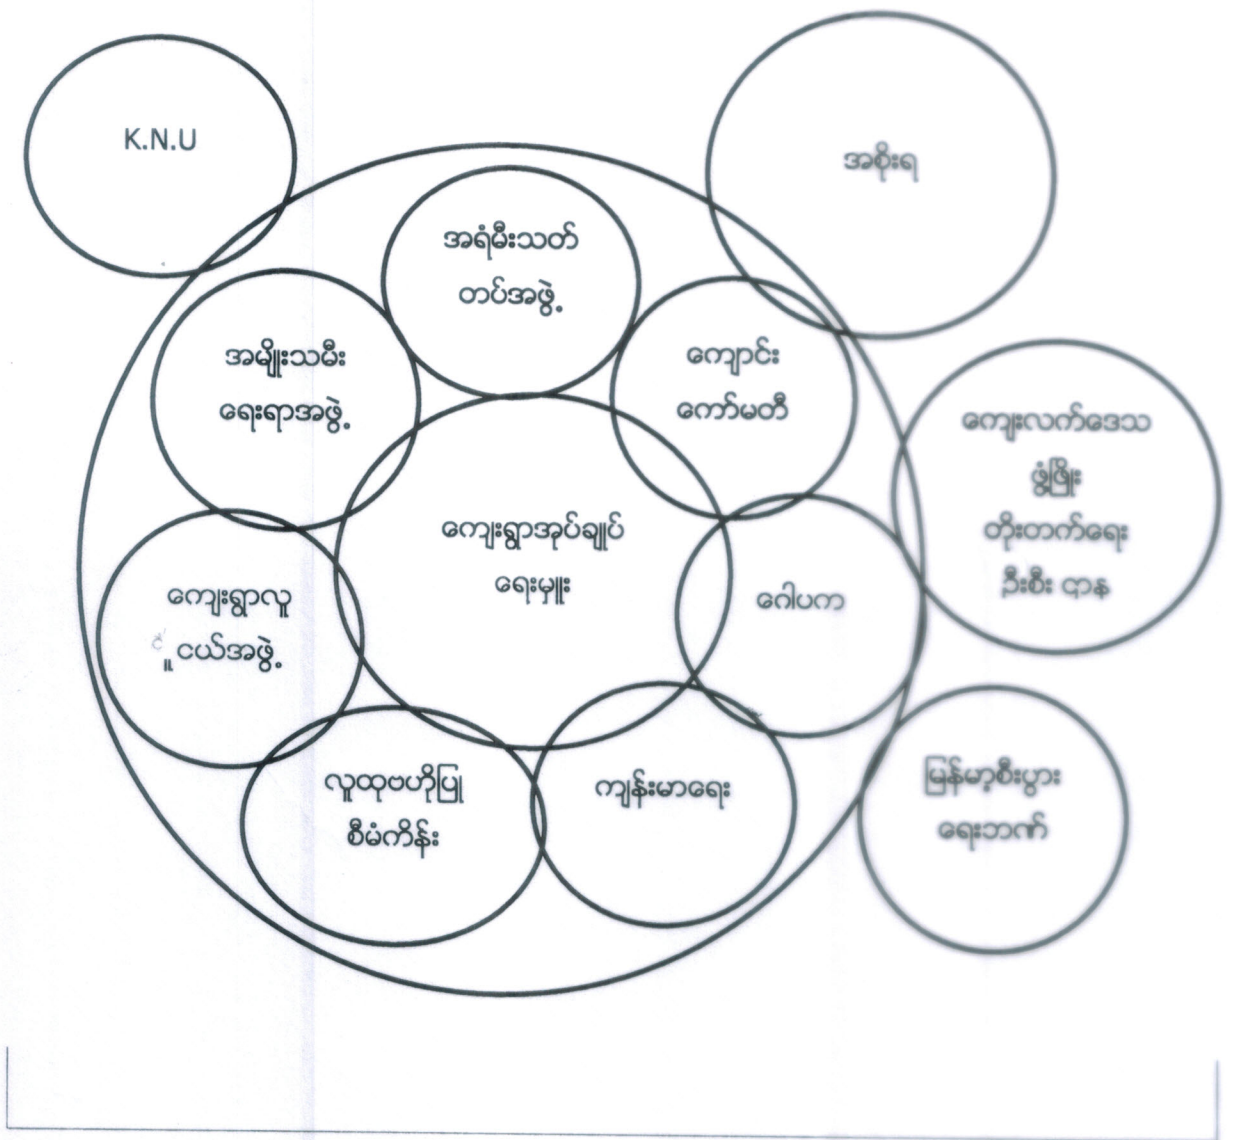 K.N.U
အစိုးရ
အရံမီးသတ်
တပ်အဖွဲ့
အမျိုးသမီး
ရေးရာအဖွဲ့
ကျောင်း
ကော်မတီ
ကျေးလက်ဒေသ
ဖွံ့ဖြိုး
တိုးတက်ရေး
ဦးစီး ဌာန
ကျေးရွာအုပ်ချုပ်
ရေးမှူး
ဂေါပက
ကျေးရွာလူ
ူငယ်အဖွဲ့
လူထုဗဟိုပြု
စီမံကိန်း
ကျန်းမာရေး
မြန်မာ့စီးပွား
ရေးဘဏ်